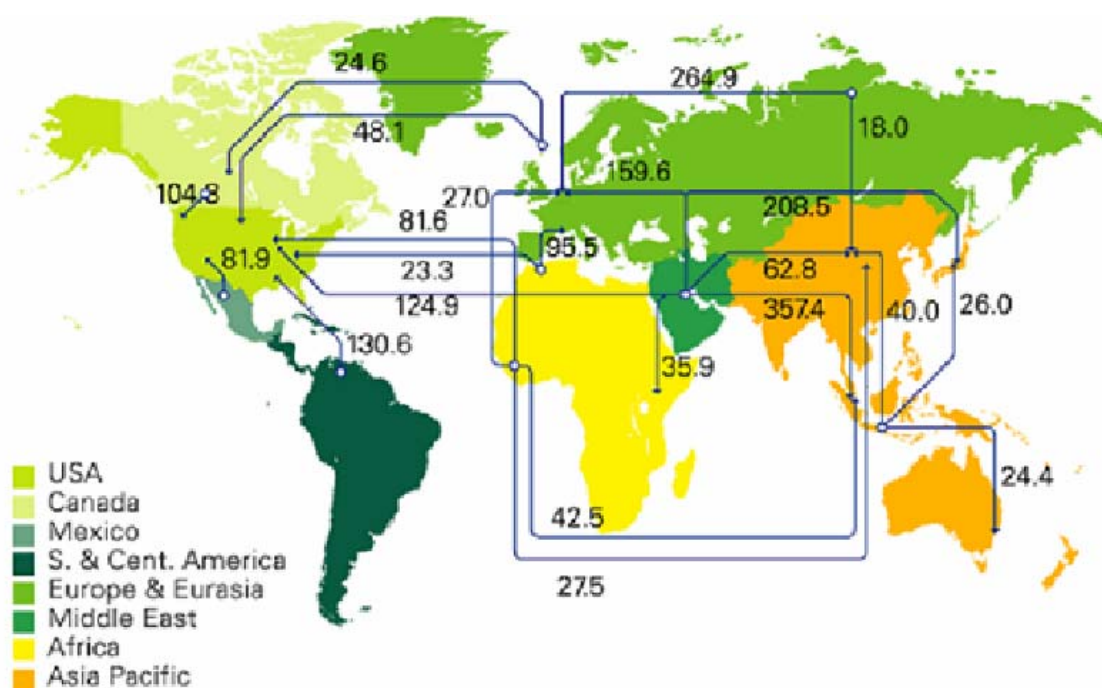 24.6
264.9
48.1
18.0
159.6
104.8
27.0
208.5
81.6
95.5
81.9
23.3
62.8
124.9
357.4
40.0
26.0
130.6
35.9
24.4
42.5
27.5
USA
Canada
Mexico
S. & Cent. America
Europe & Eurasia
Middle East
Africa
Asia Pacific